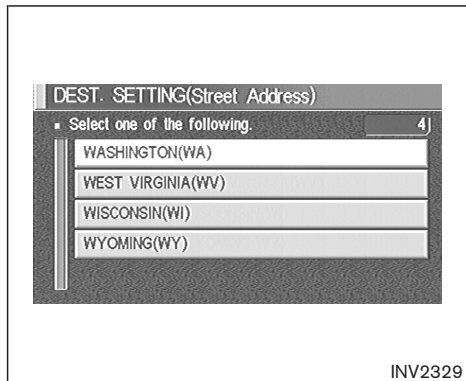 DEST. SETTING(Street Address)
Select one of the following. 4
WASHINGTON(WA)
WEST VIRGINIA(WV)
WISCONSIN(WI)
WYOMING(WY)
INV2329